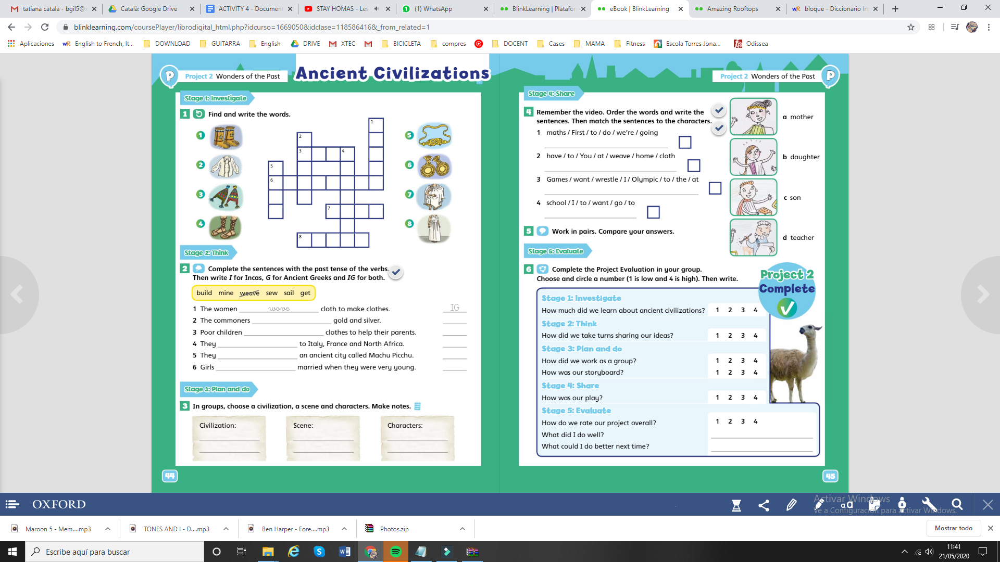 tatiana catala - bgil5@
Català: Google Drive
ACTIVITY 4 - Document
STAY HOMAS - Les
(1) WhatsApp
BlinkLearning | Platafor
eBook | BlinkLearning
Amazing Rooftops
bloque - Diccionario In
blinklearning.com/coursePlayer/librodigital_html.php?idcurso=1669050&idclase=118586416&_from_related=1
Aplicaciones
English to French, It...
DOWNLOAD
GUITARRA
English
DRIVE
XTEC
BICICLETA
compres
DOCENT
Cases
MAMA
FItness
Escola Torres Jona...
Odissea
P
Project 2 Wonders of the Past
Ancient Civilizations
Stage 1: Investigate
1 Find and write the words.
1
2
3
4
1
2
3
4
5
6
7
8
5
6
7
8
Stage 2: Think
2 Complete the sentences with the past tense of the verbs.
Then write I for Incas, G for Ancient Greeks and IG for both.
build mine weave sew sail get
1 The women wove cloth to make clothes. IG
2 The commoners gold and silver.
3 Poor children clothes to help their parents.
4 They to Italy, France and North Africa.
5 They an ancient city called Machu Picchu.
6 Girls married when they were very young.
Stage 3: Plan and do
3 In groups, choose a civilization, a scene and characters. Make notes.
Civilization:
Scene:
Characters:
44
Project 2 Wonders of the Past
P
Stage 4: Share
4 Remember the video. Order the words and write the
sentences. Then match the sentences to the characters.
1 maths / First / to / do / we're / going
2 have / to / You / at / weave / home / cloth
3 Games / want / wrestle / I / Olympic / to / the / at
4 school / I / to / want / go / to
a mother
b daughter
c son
d teacher
5 Work in pairs. Compare your answers.
Stage 5: Evaluate
6 Complete the Project Evaluation in your group.
Choose and circle a number (1 is low and 4 is high). Then write.
Project 2
Complete
Stage 1: Investigate
How much did we learn about ancient civilizations? 1 2 3 4
Stage 2: Think
How did we take turns sharing our ideas? 1 2 3 4
Stage 3: Plan and do
How did we work as a group? 1 2 3 4
How was our storyboard? 1 2 3 4
Stage 4: Share
How was our play? 1 2 3 4
Stage 5: Evaluate
How do we rate our project overall? 1 2 3 4
What did I do well?
What could I do better next time?
45
OXFORD
Activar Windows
Ve a Configuración para activar Windows.
Maroon 5 - Mem....mp3
TONES AND I - D....mp3
Ben Harper - Fore....mp3
Photos.zip
Mostrar todo
Escribe aquí para buscar
11:41
21/05/2020